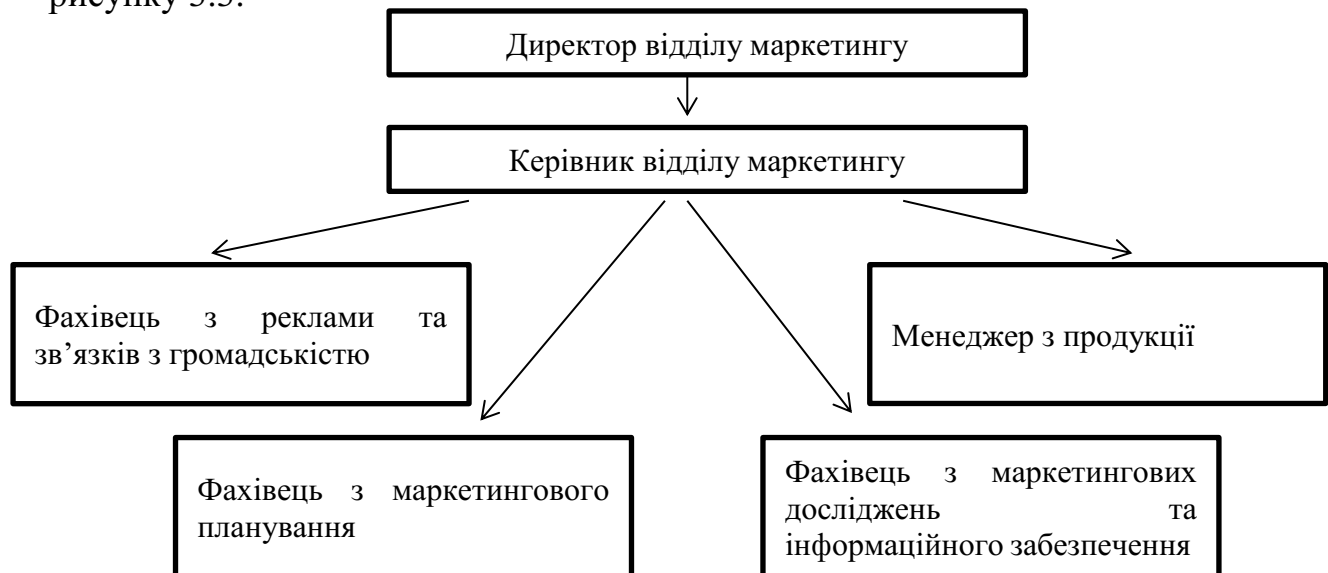 рисунку 3.3.
Директор відділу маркетингу
Керівник відділу маркетингу
Фахівець з реклами та
зв’язків з громадськістю
Менеджер з продукції
Фахівець з маркетингового
планування
Фахівець з маркетингових
досліджень та
інформаційного забезпечення